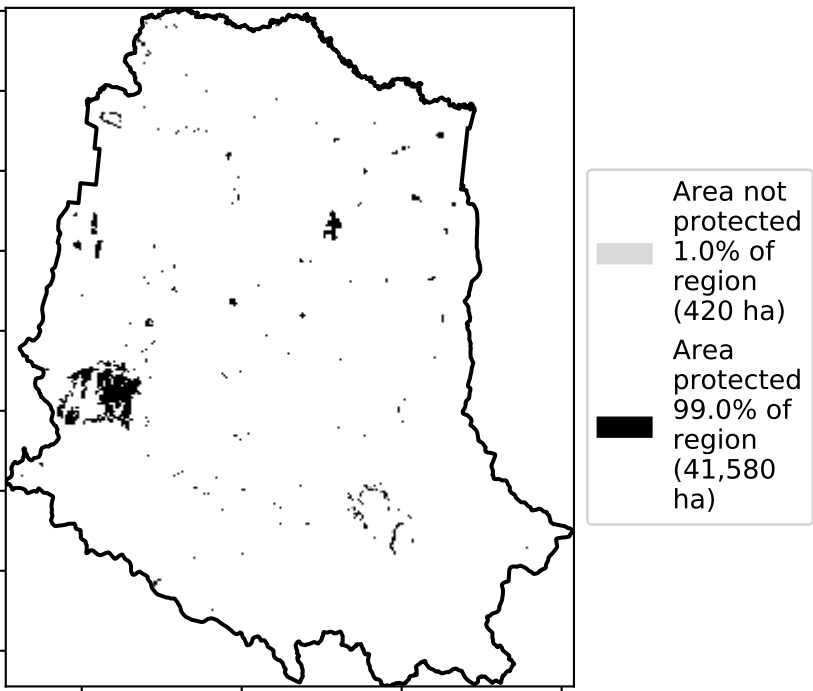 Area not
protected
1.0% of
region
(420 ha)
Area
protected
99.0% of
region
(41,580
ha)